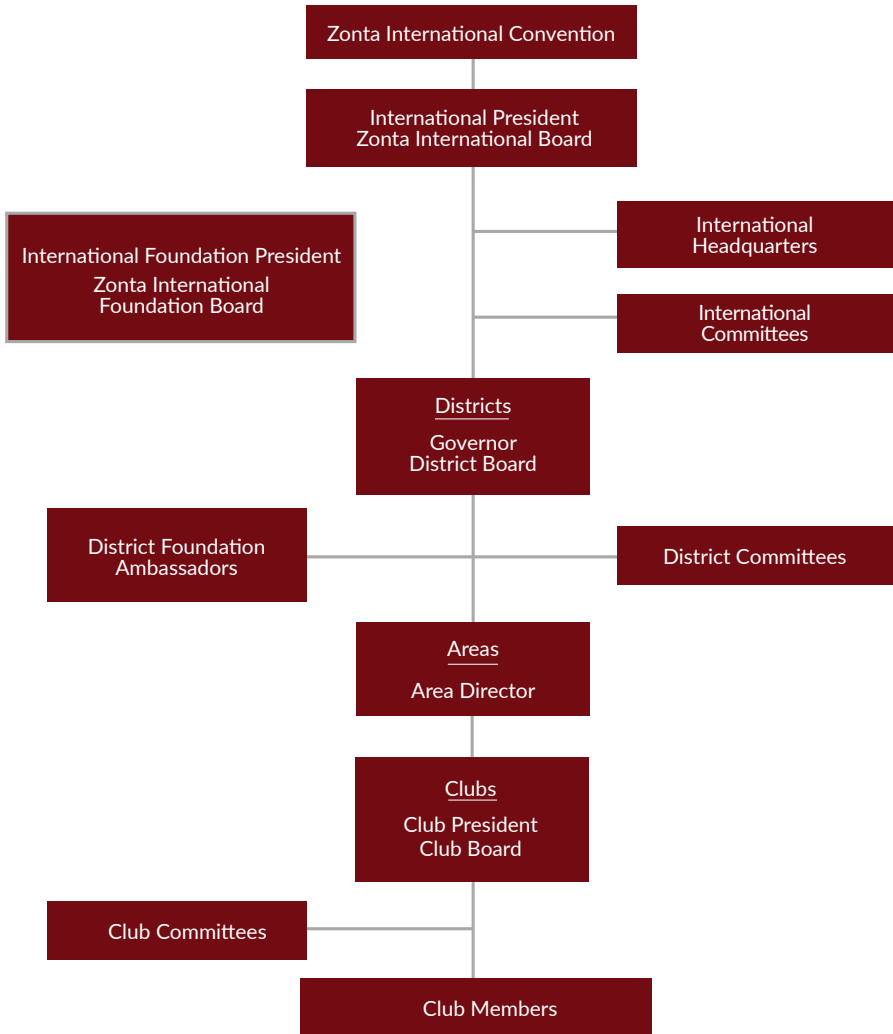 Zonta International Convention
International President
Zonta International Board
International
Headquarters
International Foundation President
Zonta International
Foundation Board
International
Committees
Districts
Governor
District Board
District Foundation
Ambassadors
District Committees
Areas
Area Director
Clubs
Club President
Club Board
Club Committees
Club Members